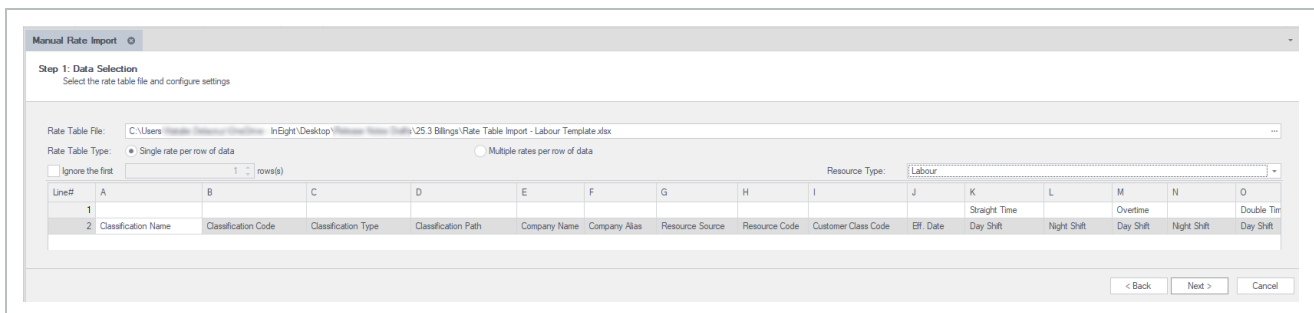 Manual Rate Import
Step 1: Data Selection
Select the rate table file and configure settings
Rate Table File: C:\Users InEight\Desktop\ \25.3 Billings\Rate Table Import - Labour Template.xlsx ...
Rate Table Type: Single rate per row of data Multiple rates per row of data
Ignore the first 1 rows(s) Resource Type: Labour
Line# A B C D E F G H I J K L M N O
1 Straight Time Overtime Double Tim
2 Classification Name Classification Code Classification Type Classification Path Company Name Company Alias Resource Source Resource Code Customer Class Code Eff. Date Day Shift Night Shift Day Shift Night Shift Day Shift
< Back Next > Cancel